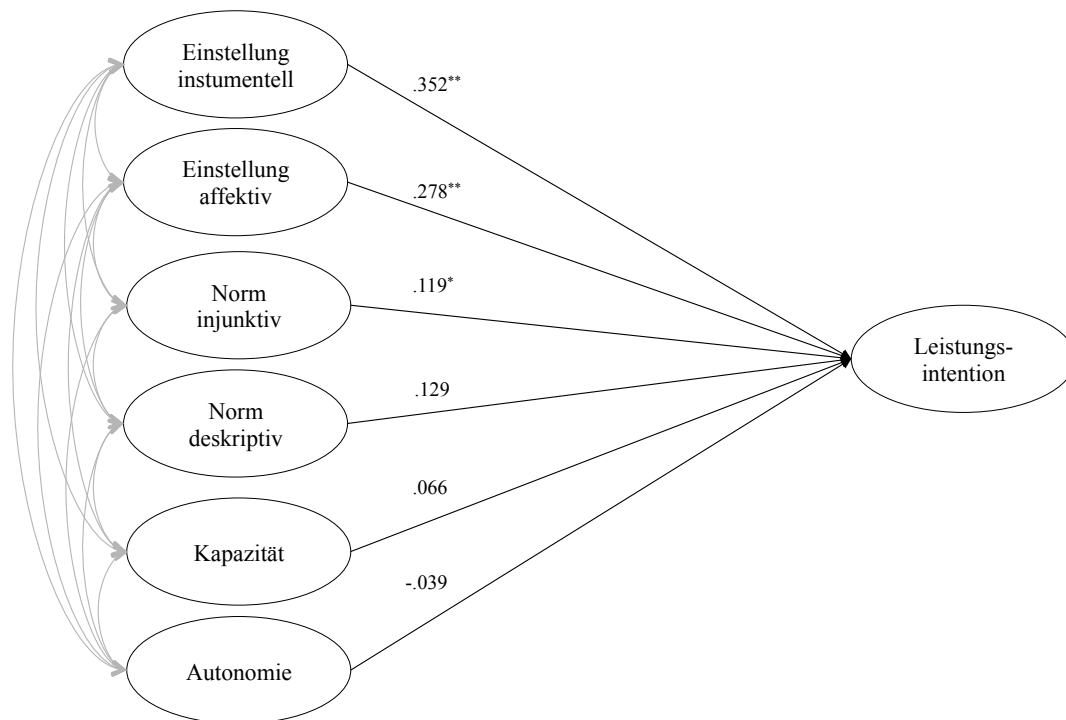 Einstellung
instumentell
.352**
Einstellung
affektiv
.278**
Norm
injunktiv
.119*
Leistungs-
intention
Norm
deskriptiv
.129
Kapazität
.066
Autonomie
-.039